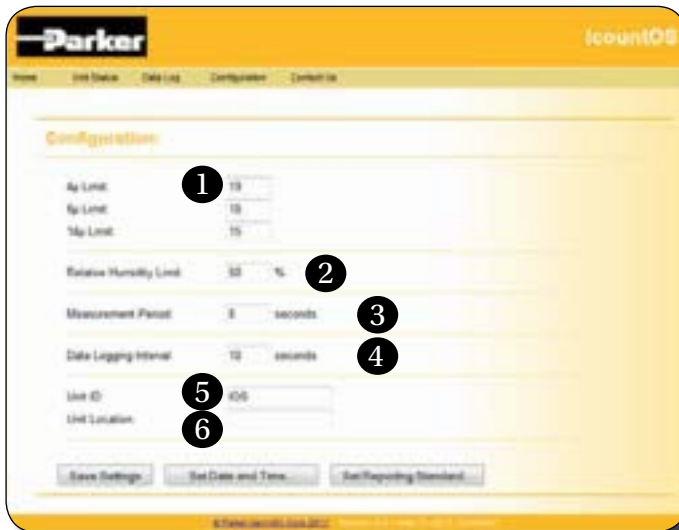 Parker
IcountOS
Home Unit Status Data Log Configuration Contact Us
Configuration:
4µ Limit 1 19
6µ Limit 18
14µ Limit 15
Relative Humidity Limit 50 % 2
Measurement Period seconds 3
Data Logging Interval 10 seconds 4
Unit ID 5 iOS
Unit Location 6
Save Settings Set Date and Time... Set Reporting Standard...